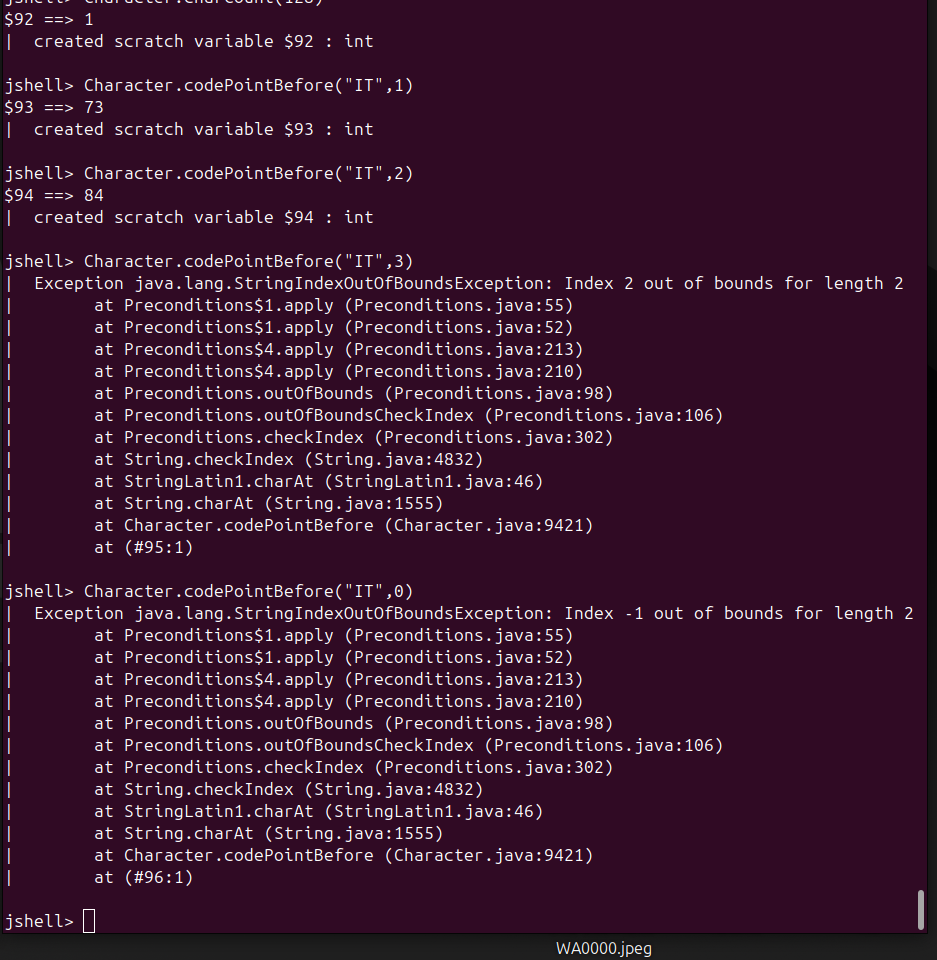 jshell> Character.charCount(128)
$92 ==> 1
|  created scratch variable $92 : int
jshell> Character.codePointBefore("IT",1)
$93 ==> 73
|  created scratch variable $93 : int
jshell> Character.codePointBefore("IT",2)
$94 ==> 84
|  created scratch variable $94 : int
jshell> Character.codePointBefore("IT",3)
|  Exception java.lang.StringIndexOutOfBoundsException: Index 2 out of bounds for length 2
|        at Preconditions$1.apply (Preconditions.java:55)
|        at Preconditions$1.apply (Preconditions.java:52)
|        at Preconditions$4.apply (Preconditions.java:213)
|        at Preconditions$4.apply (Preconditions.java:210)
|        at Preconditions.outOfBounds (Preconditions.java:98)
|        at Preconditions.outOfBoundsCheckIndex (Preconditions.java:106)
|        at Preconditions.checkIndex (Preconditions.java:302)
|        at String.checkIndex (String.java:4832)
|        at StringLatin1.charAt (StringLatin1.java:46)
|        at String.charAt (String.java:1555)
|        at Character.codePointBefore (Character.java:9421)
|        at (#95:1)
jshell> Character.codePointBefore("IT",0)
|  Exception java.lang.StringIndexOutOfBoundsException: Index -1 out of bounds for length 2
|        at Preconditions$1.apply (Preconditions.java:55)
|        at Preconditions$1.apply (Preconditions.java:52)
|        at Preconditions$4.apply (Preconditions.java:213)
|        at Preconditions$4.apply (Preconditions.java:210)
|        at Preconditions.outOfBounds (Preconditions.java:98)
|        at Preconditions.outOfBoundsCheckIndex (Preconditions.java:106)
|        at Preconditions.checkIndex (Preconditions.java:302)
|        at String.checkIndex (String.java:4832)
|        at StringLatin1.charAt (StringLatin1.java:46)
|        at String.charAt (String.java:1555)
|        at Character.codePointBefore (Character.java:9421)
|        at (#96:1)
jshell>
WA0000.jpeg